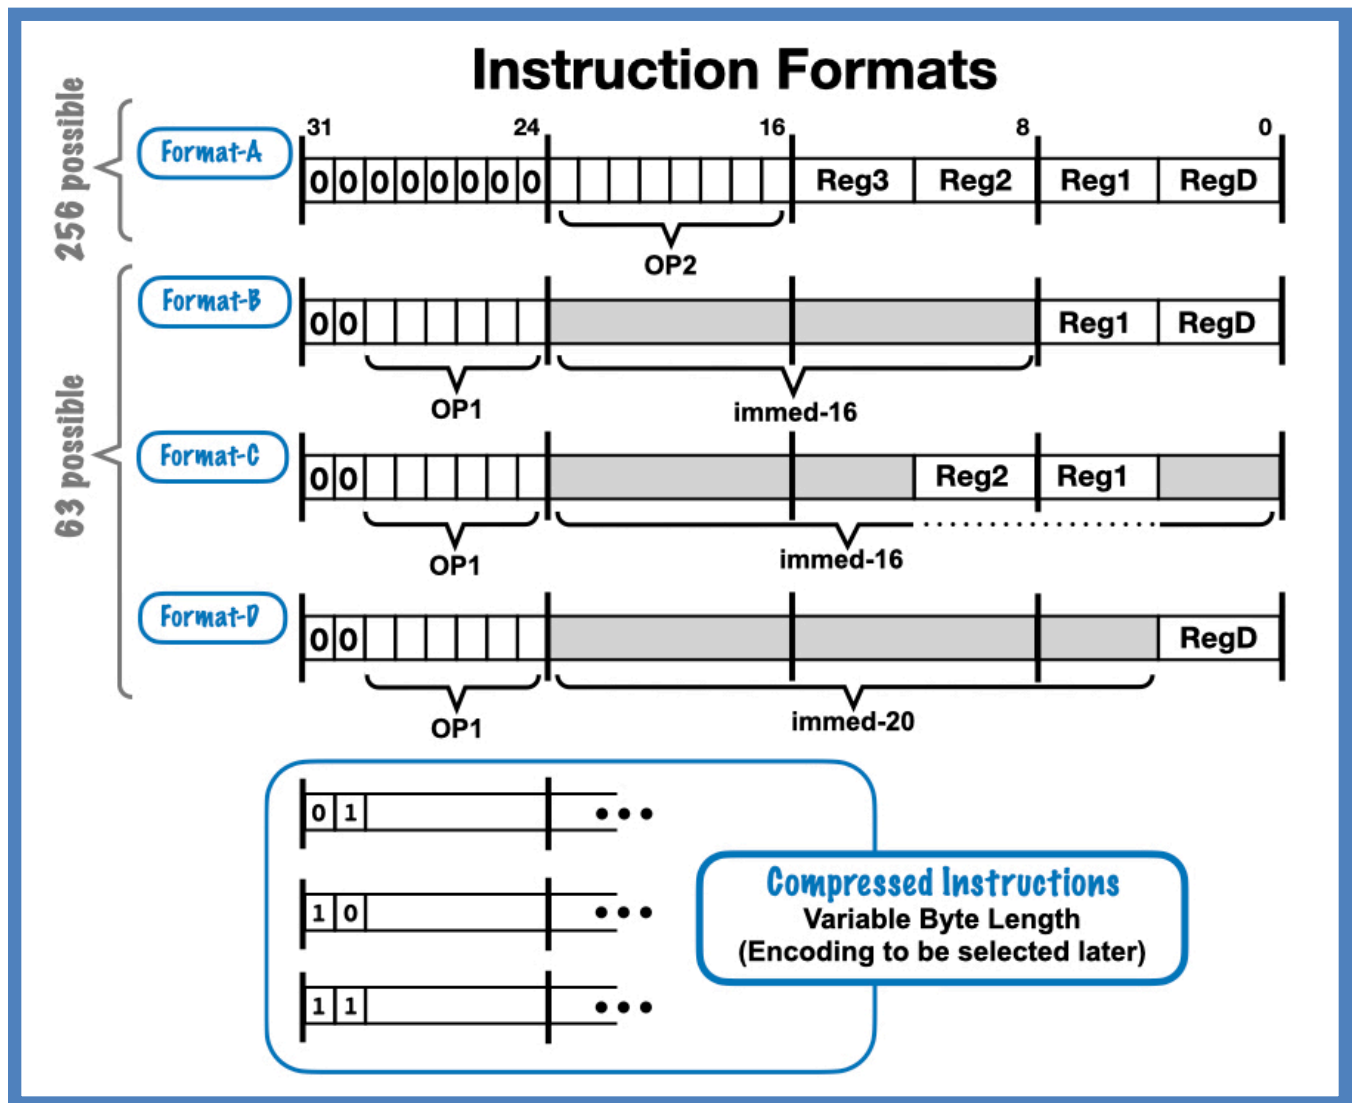 Instruction Formats
256 possible
31 24 16 8 0
Format-A
0 0 0 0 0 0 0 0 Reg3 Reg2 Reg1 RegD
OP2
63 possible
Format-B
0 0 Reg1 RegD
OP1 immed-16
Format-C
0 0 Reg2 Reg1
OP1 immed-16
Format-D
0 0 RegD
OP1 immed-20
0 1 •••
1 0 •••
1 1 •••
Compressed Instructions
Variable Byte Length
(Encoding to be selected later)